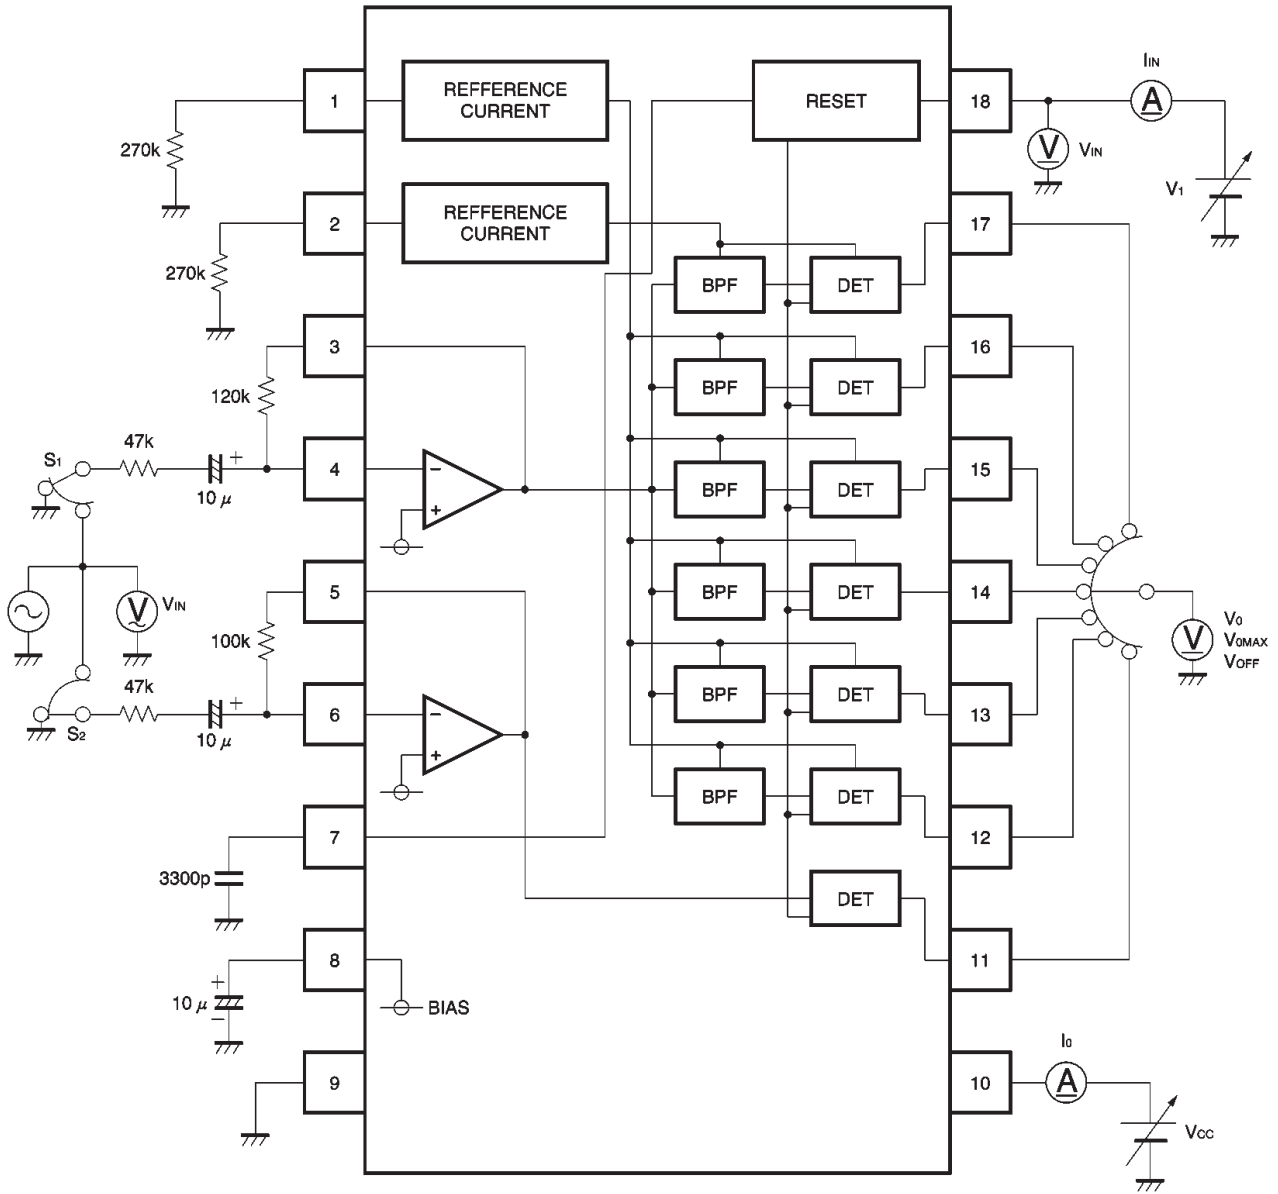 1
REFFERENCE
CURRENT
RESET
18
IIN
A
270k
V
VIN
V1
2
REFFERENCE
CURRENT
17
270k
BPF
DET
3
16
120k
BPF
DET
S1
47k
+
10 μ
4
−
+
BPF
DET
15
5
BPF
DET
14
V
VIN
100k
V
V0
V0MAX
VOFF
S2
47k
+
10 μ
6
−
+
BPF
DET
13
BPF
DET
12
7
3300p
DET
8
11
+
10 μ
−
BIAS
9
10
I0
A
VCC